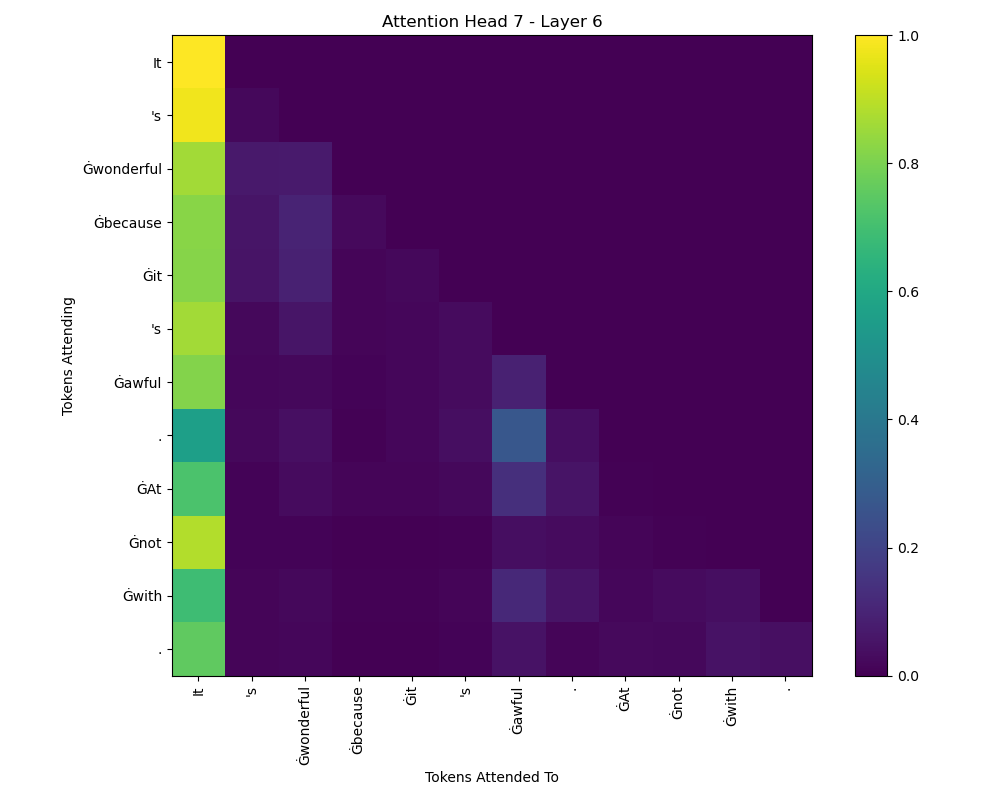 Attention Head 7 - Layer 6
Tokens Attending
It
's
Ġwonderful
Ġbecause
Ġit
's
Ġawful
.
ĠAt
Ġnot
Ġwith
.
It
's
Ġwonderful
Ġbecause
Ġit
's
Ġawful
.
ĠAt
Ġnot
Ġwith
.
Tokens Attended To
1.0
0.8
0.6
0.4
0.2
0.0